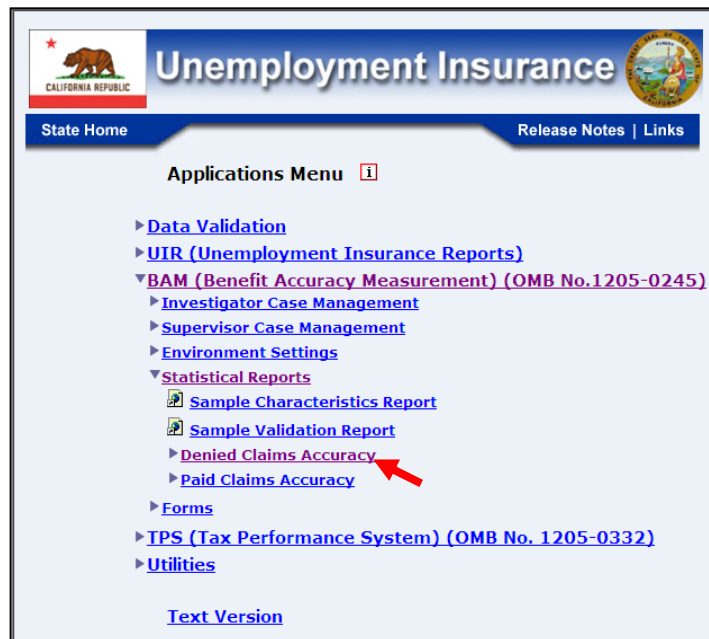 CALIFORNIA REPUBLIC
Unemployment Insurance
State Home
Release Notes | Links
Applications Menu i
Data Validation
UIR (Unemployment Insurance Reports)
BAM (Benefit Accuracy Measurement) (OMB No.1205-0245)
Investigator Case Management
Supervisor Case Management
Environment Settings
Statistical Reports
Sample Characteristics Report
Sample Validation Report
Denied Claims Accuracy
Paid Claims Accuracy
Forms
TPS (Tax Performance System) (OMB No. 1205-0332)
Utilities
Text Version